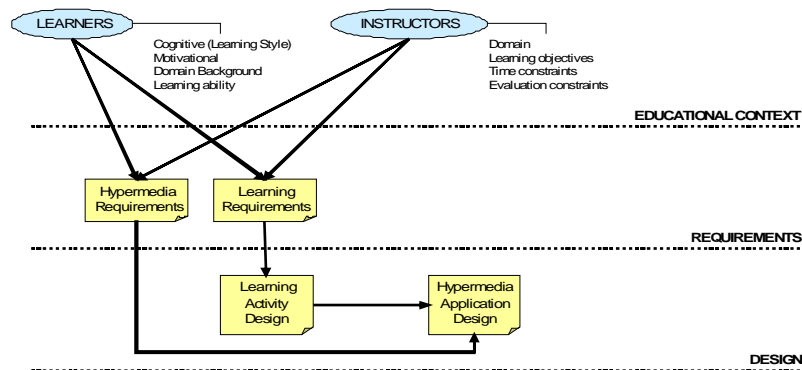 LEARNERS
INSTRUCTORS
Cognitive (Learning Style)
Motivational
Domain Background
Learning ability
Domain
Learning objectives
Time constraints
Evaluation constraints
EDUCATIONAL CONTEXT
Hypermedia
Requirements
Learning
Requirements
REQUIREMENTS
Learning
Activity
Design
Hypermedia
Application
Design
DESIGN